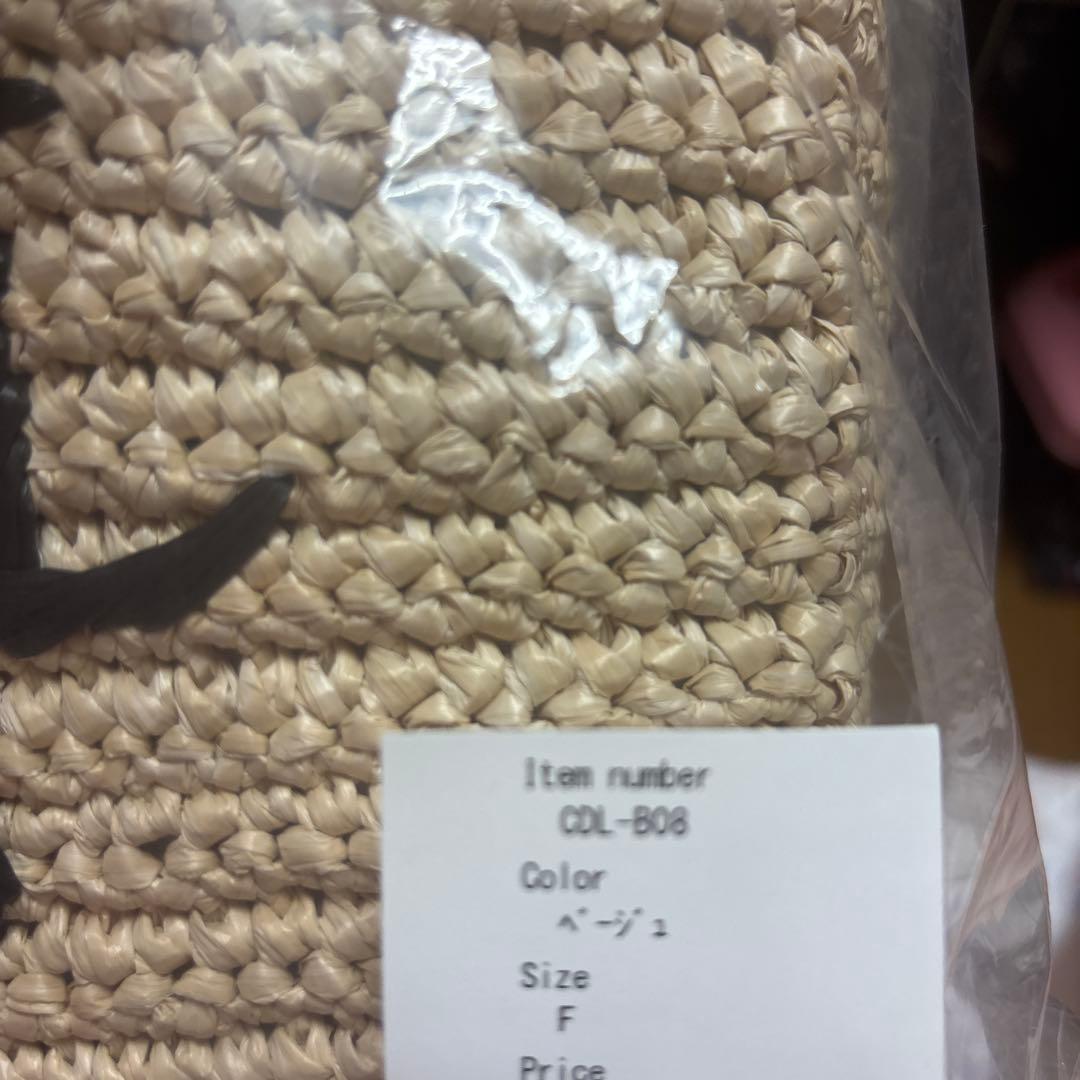 Item number
CDL-B08
Color
ﾍﾞｰｼﾞｭ
Size
F
Price